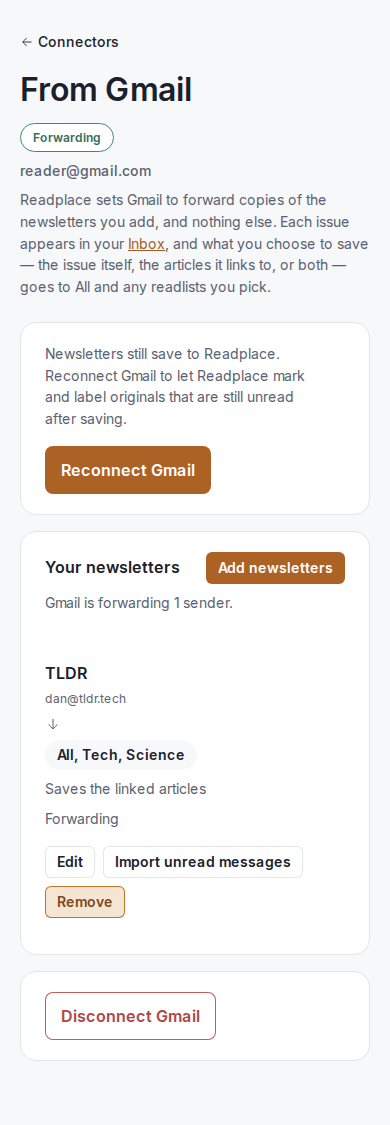 ← Connectors
From Gmail
Forwarding
reader@gmail.com
Readplace sets Gmail to forward copies of the
newsletters you add, and nothing else. Each issue
appears in your Inbox, and what you choose to save
— the issue itself, the articles it links to, or both —
goes to All and any readlists you pick.
Newsletters still save to Readplace.
Reconnect Gmail to let Readplace mark
and label originals that are still unread
after saving.
Reconnect Gmail
Your newsletters
Add newsletters
Gmail is forwarding 1 sender.
TLDR
dan@tldr.tech
↓
All, Tech, Science
Saves the linked articles
Forwarding
Edit
Import unread messages
Remove
Disconnect Gmail